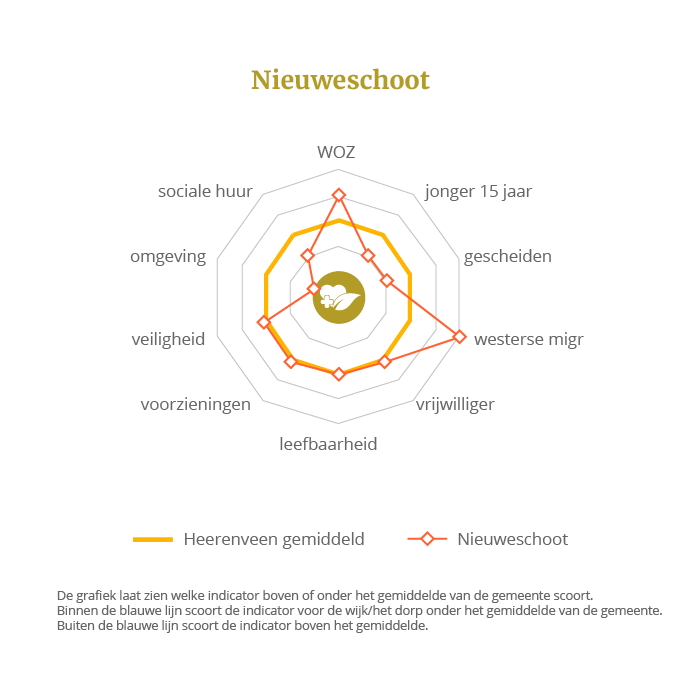 Nieuweschoot
WOZ
sociale huur
jonger 15 jaar
omgeving
gescheiden
veiligheid
westerse migr
voorzieningen
vrijwilliger
leefbaarheid
Heerenveen gemiddeld
Nieuweschoot
De grafiek laat zien welke indicator boven of onder het gemiddelde van de gemeente scoort.
Binnen de blauwe lijn scoort de indicator voor de wijk/het dorp onder het gemiddelde van de gemeente.
Buiten de blauwe lijn scoort de indicator boven het gemiddelde.